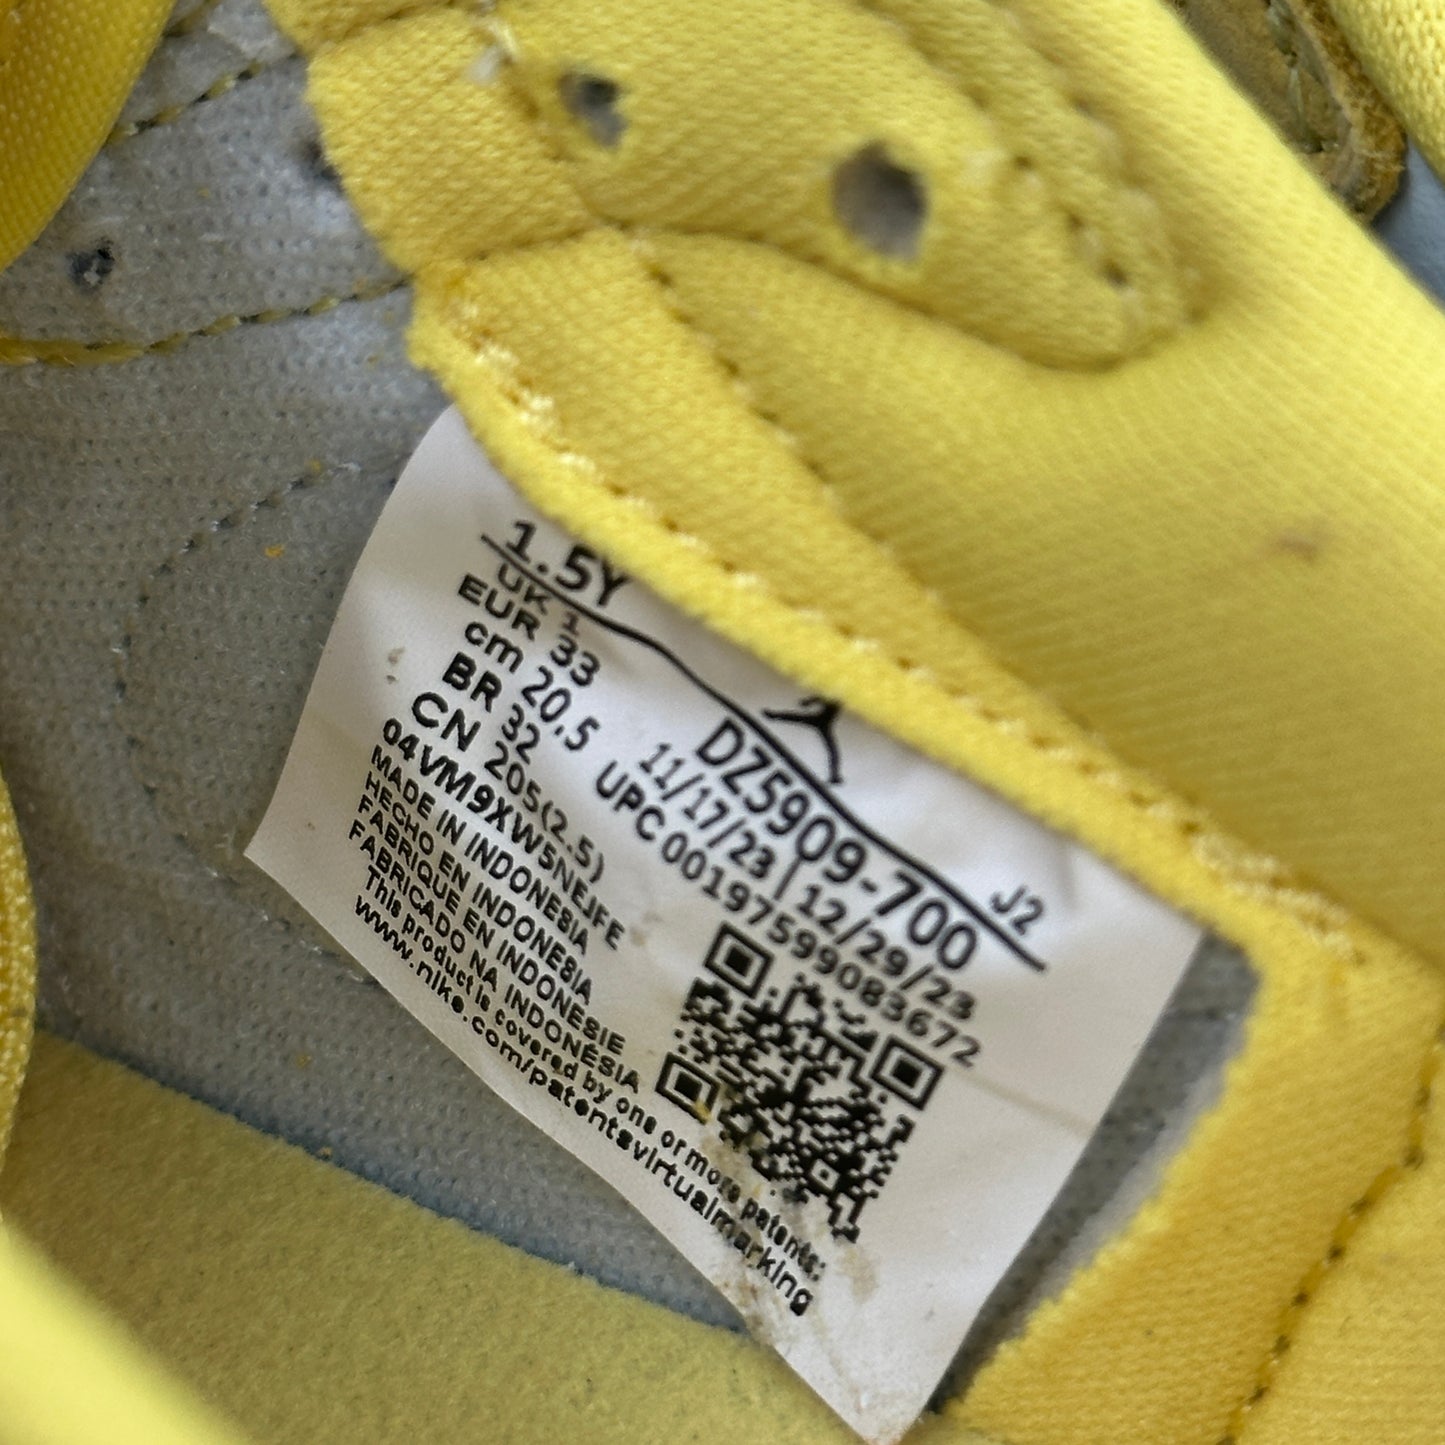 1.5Y
UK 1
EUR 33
cm 20.5
BR 32
CN 205(2.5)
04VM9XW5NEJFE
MADE IN INDONESIA
HECHO EN INDONESIA
FABRIQUE EN INDONESIE
FABRICADO NA INDONÉSIA
This product is covered by one or more patents:
www.nike.com/patentsvirtualmarking
J2
DZ5909-700
11/17/23 | 12/29/23
UPC 00197599083672